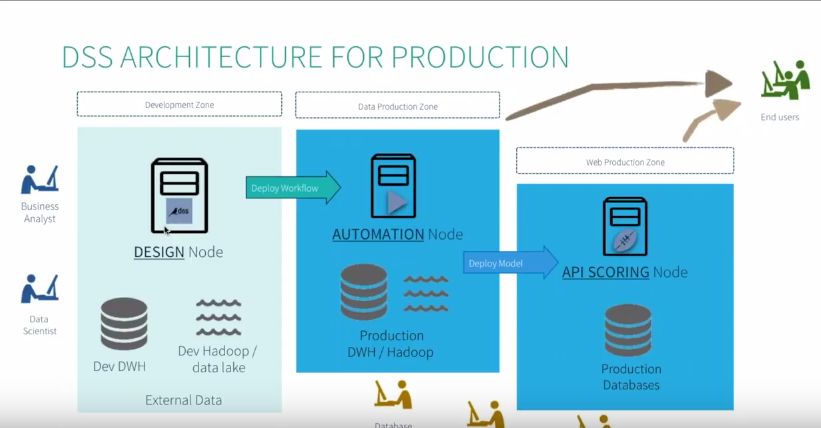 DSS ARCHITECTURE FOR PRODUCTION
Development Zone
Data Production Zone
End users
Web Production Zone
Business
Analyst
dss
Deploy Workflow
DESIGN Node
AUTOMATION Node
Deploy Model
API SCORING Node
Data
Scientist
Dev DWH
Dev Hadoop /
data lake
Production
DWH / Hadoop
Production
Databases
External Data
Database